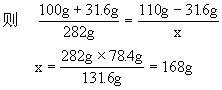 则 (100g + 31.6g)/282g = (110g − 31.6g)/x
x = (282g × 78.4g)/131.6g = 168g